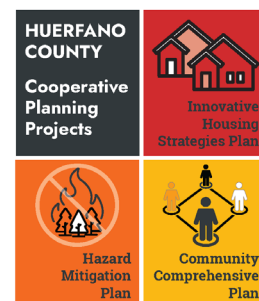 HUERFANO
COUNTY
Cooperative
Planning
Projects
Innovative
Housing
Strategies Plan
Hazard
Mitigation
Plan
Community
Comprehensive
Plan